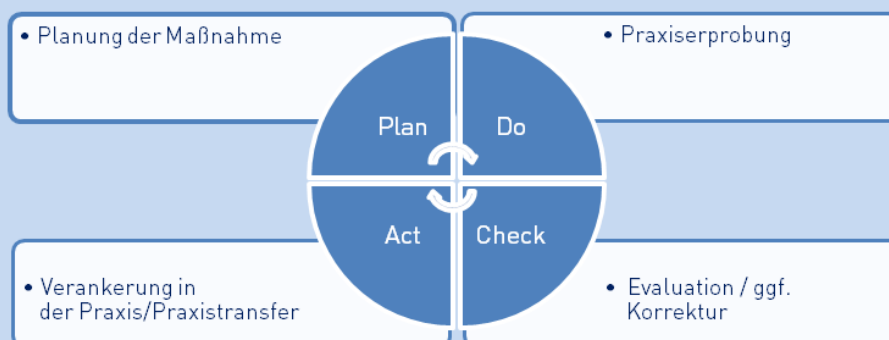 • Planung der Maßnahme
• Praxiserprobung
Plan
Do
Act
Check
• Verankerung in
der Praxis/Praxistransfer
• Evaluation / ggf.
Korrektur